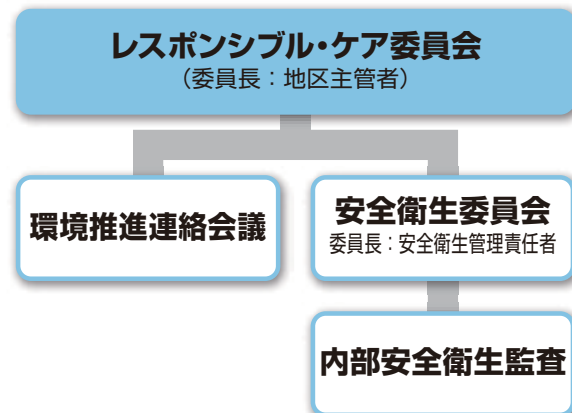 レスポンシブル・ケア委員会
（委員長：地区主管者）
環境推進連絡会議
安全衛生委員会
委員長：安全衛生管理責任者
内部安全衛生監査